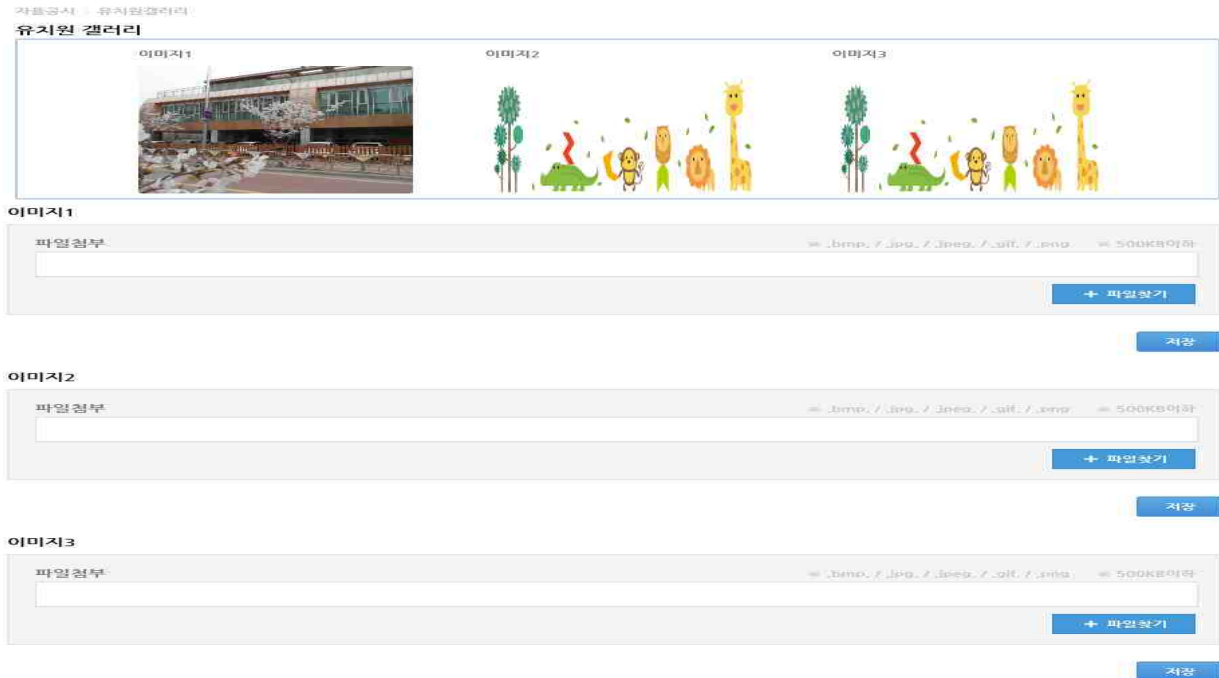 자료공시 유치원갤러리
유치원 갤러리
이미지1 이미지2 이미지3
이미지1
파일첨부 .bmp, / .jpg, / .jpeg, / .gif, / .png 500KB이하
+ 파일찾기
저장
이미지2
파일첨부 .bmp, / .jpg, / .jpeg, / .gif, / .png 500KB이하
+ 파일찾기
저장
이미지3
파일첨부 .bmp, / .jpg, / .jpeg, / .gif, / .png 500KB이하
+ 파일찾기
저장